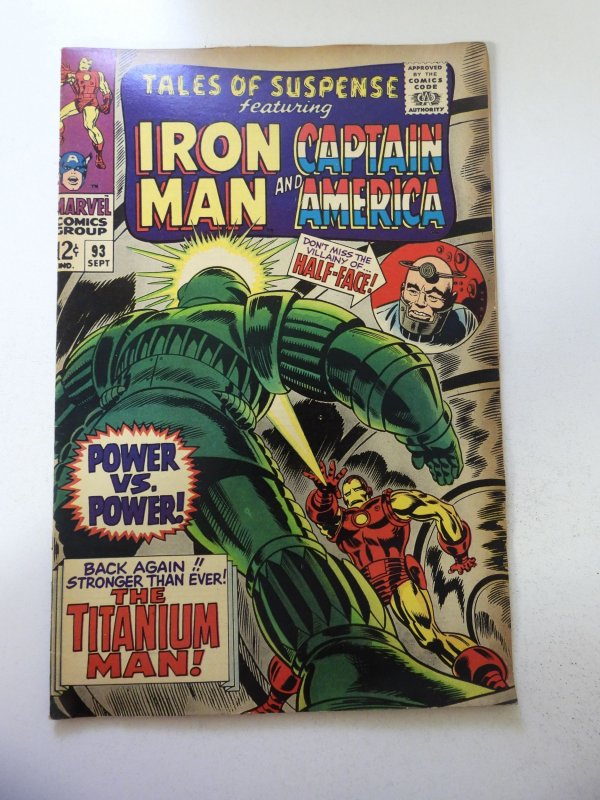 TALES OF SUSPENSE
featuring
IRON MAN
AND
CAPTAIN AMERICA
APPROVED
BY THE
COMICS
CODE
AUTHORITY
TM
MARVEL
COMICS
GROUP
12¢
IND.
93
SEPT
DON'T MISS THE
VILLAINY OF...
HALF-FACE!
POWER
VS.
POWER!
BACK AGAIN!!
STRONGER THAN EVER!
THE
TITANIUM
MAN!